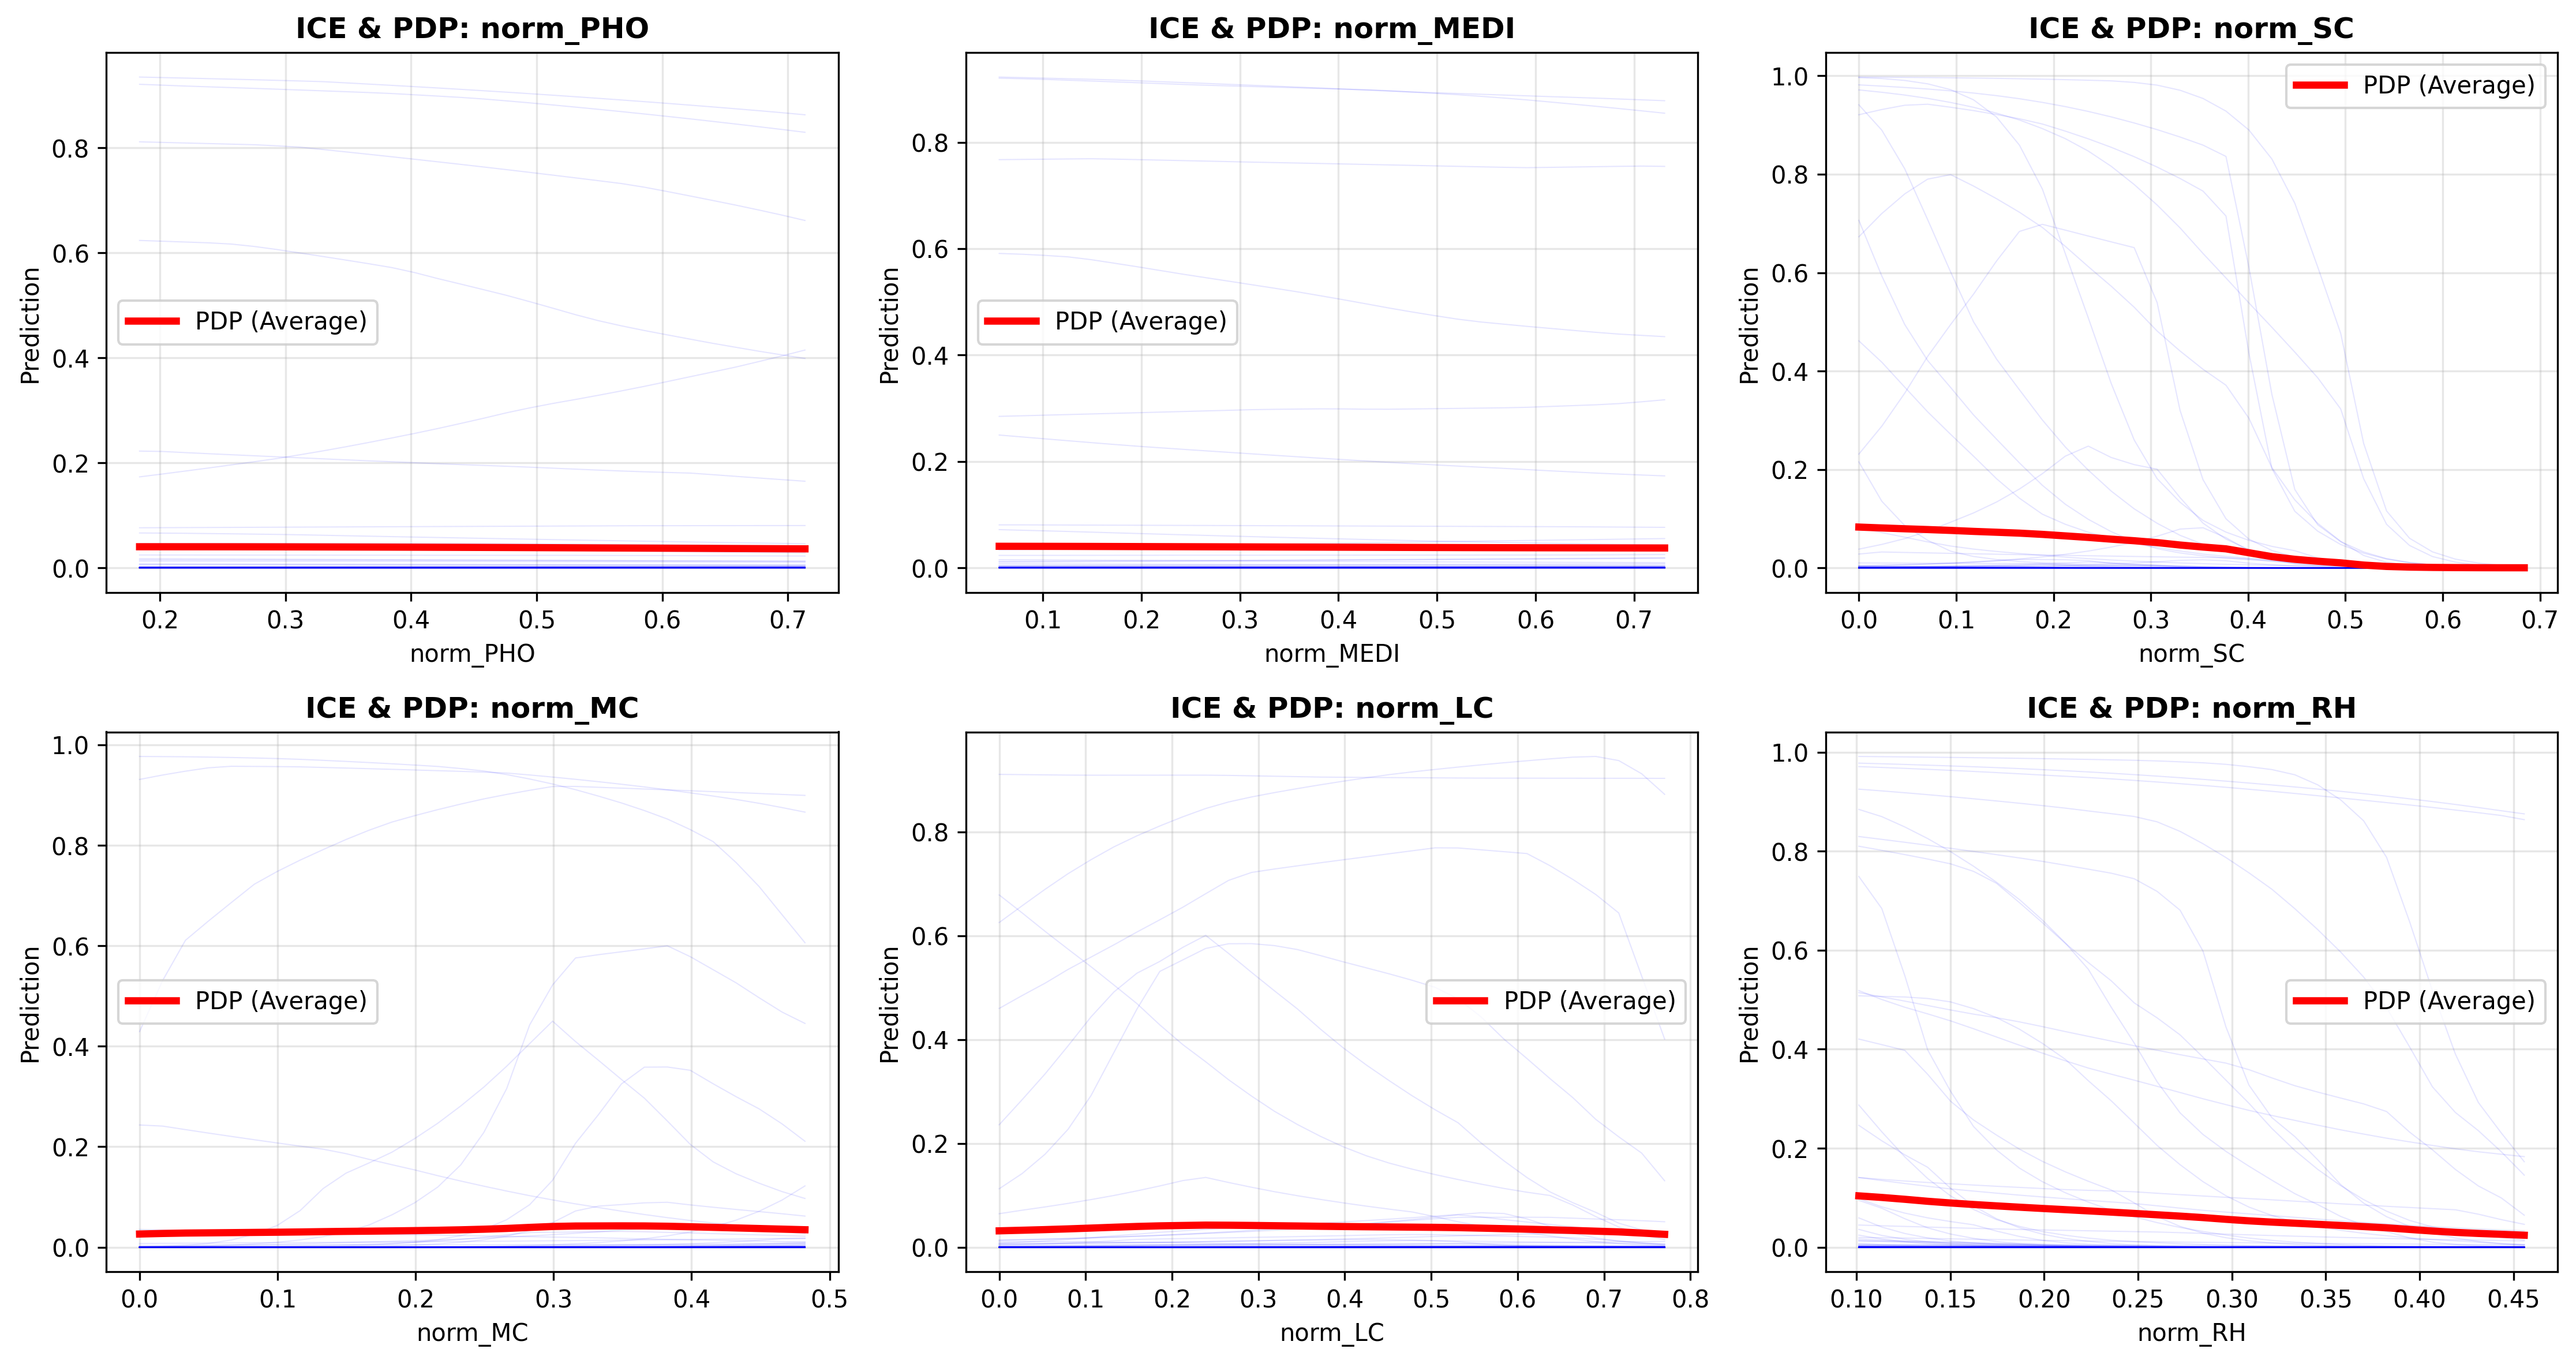 ICE & PDP: norm_PHO
Prediction
0.8
0.6
0.4
0.2
0.0
PDP (Average)
0.2 0.3 0.4 0.5 0.6 0.7
norm_PHO
ICE & PDP: norm_MEDI
Prediction
0.8
0.6
0.4
0.2
0.0
PDP (Average)
0.1 0.2 0.3 0.4 0.5 0.6 0.7
norm_MEDI
ICE & PDP: norm_SC
Prediction
1.0
0.8
0.6
0.4
0.2
0.0
PDP (Average)
0.0 0.1 0.2 0.3 0.4 0.5 0.6 0.7
norm_SC
ICE & PDP: norm_MC
Prediction
1.0
0.8
0.6
0.4
0.2
0.0
PDP (Average)
0.0 0.1 0.2 0.3 0.4 0.5
norm_MC
ICE & PDP: norm_LC
Prediction
0.8
0.6
0.4
0.2
0.0
PDP (Average)
0.0 0.1 0.2 0.3 0.4 0.5 0.6 0.7 0.8
norm_LC
ICE & PDP: norm_RH
Prediction
1.0
0.8
0.6
0.4
0.2
0.0
PDP (Average)
0.10 0.15 0.20 0.25 0.30 0.35 0.40 0.45
norm_RH